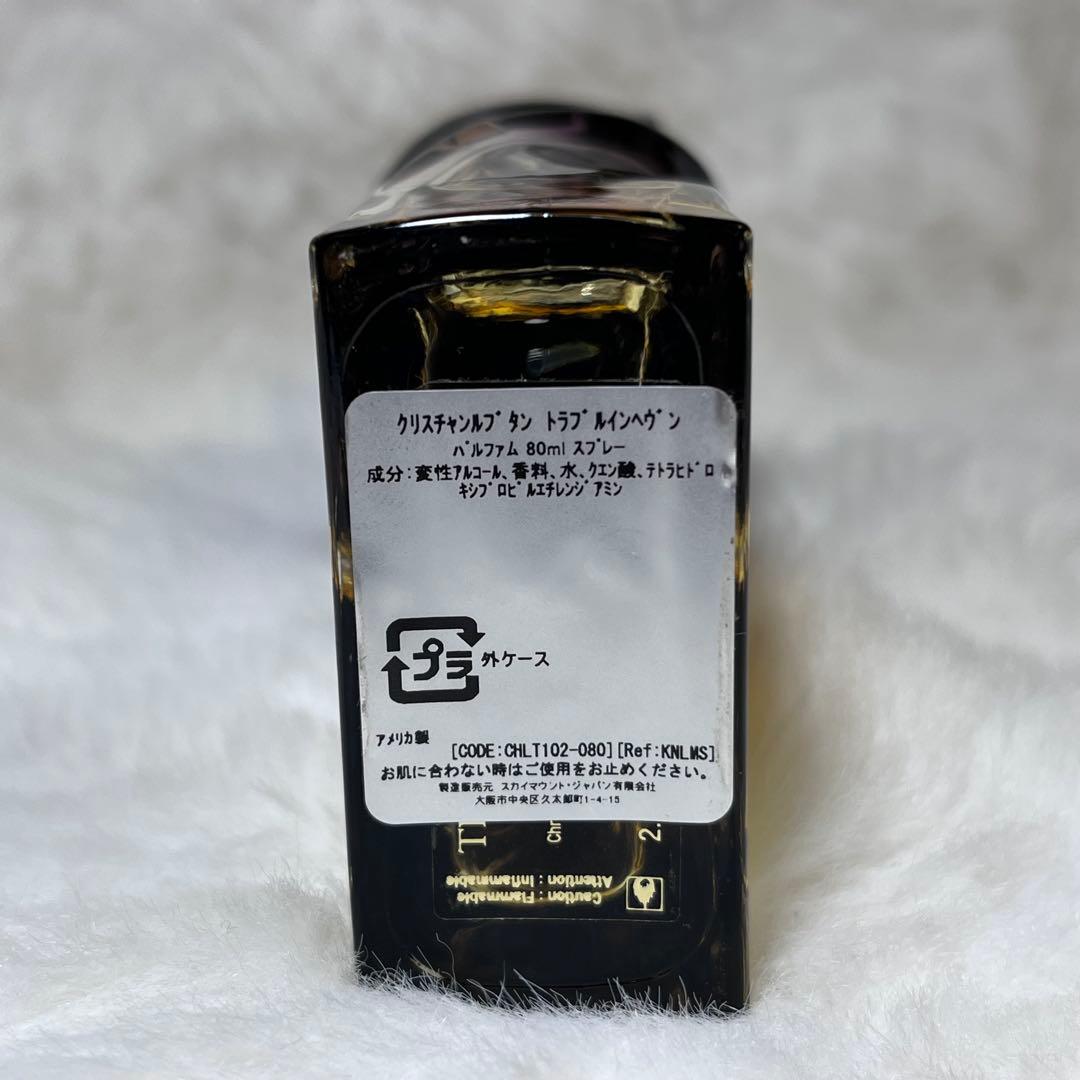 クリスチャンルブタン トラブルインヘヴン
パルファム 80ml スプレー
成分:変性アルコール、香料、水、クエン酸、テトラヒドロ
キシプロピルエチレンジアミン
プラ 外ケース
アメリカ製
[CODE:CHLT102-080][Ref:KNLMS]
お肌に合わない時はご使用をお止めください。
製造販売元 スカイマウント・ジャパン有限会社
大阪市中央区久太郎町1-4-15
Caution : Flammable
Attention : Inflammable